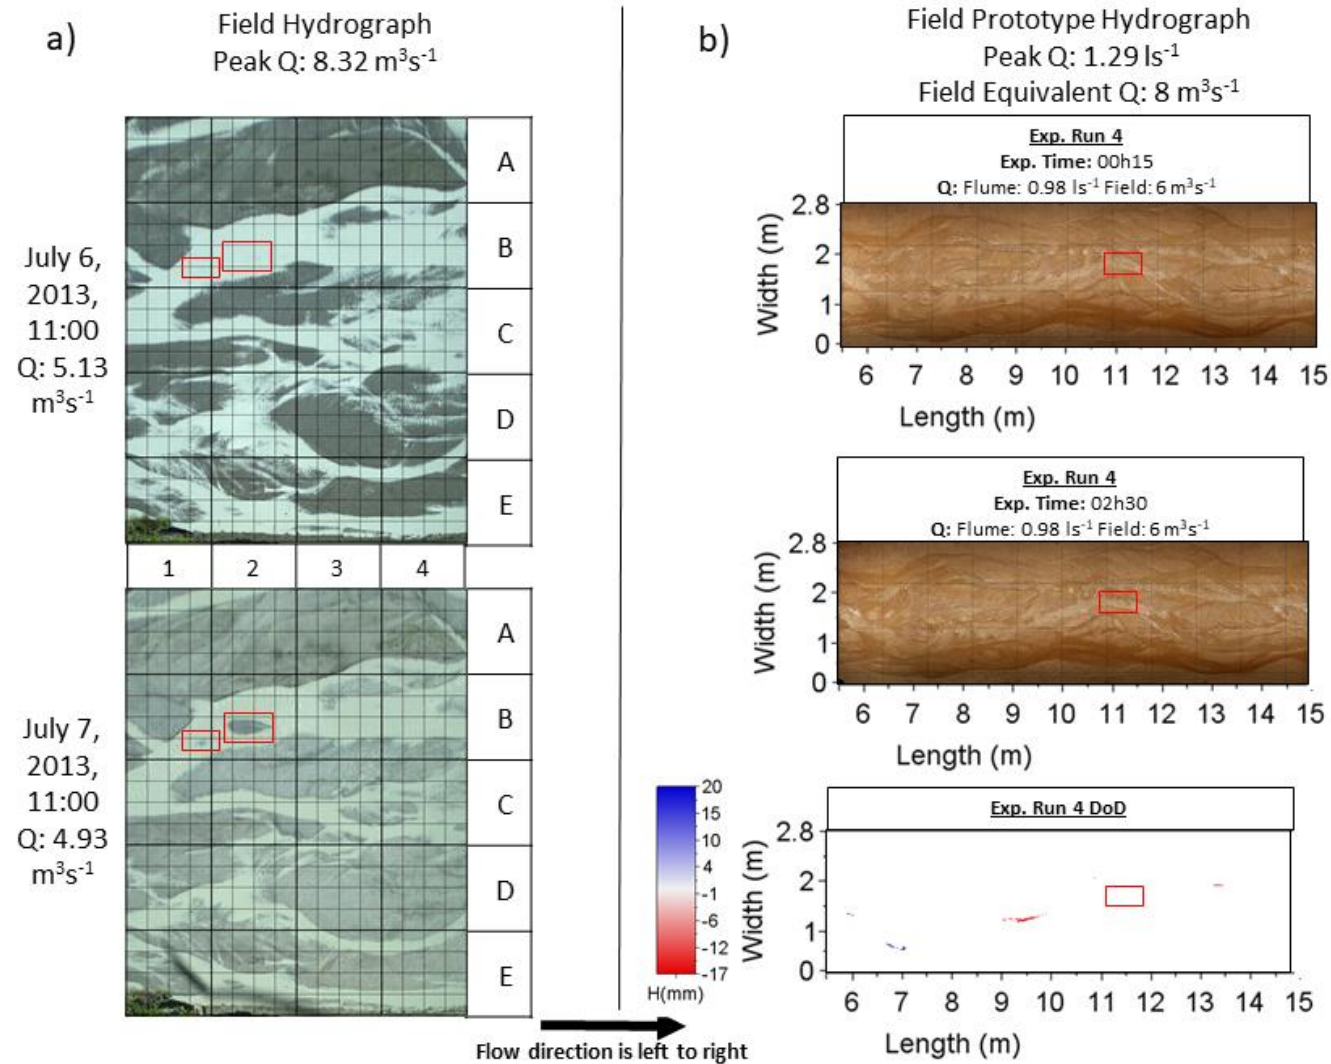 a)
Field Hydrograph
Peak Q: 8.32 m³s⁻¹
A
B
C
D
E
July 6,
2013,
11:00
Q: 5.13
m³s⁻¹
1 2 3 4
A
B
C
D
E
July 7,
2013,
11:00
Q: 4.93
m³s⁻¹
b)
Field Prototype Hydrograph
Peak Q: 1.29 ls⁻¹
Field Equivalent Q: 8 m³s⁻¹
Exp. Run 4
Exp. Time: 00h15
Q: Flume: 0.98 ls⁻¹ Field: 6 m³s⁻¹
2.8
2
1
0
Width (m)
6 7 8 9 10 11 12 13 14 15
Length (m)
Exp. Run 4
Exp. Time: 02h30
Q: Flume: 0.98 ls⁻¹ Field: 6 m³s⁻¹
2.8
2
1
0
Width (m)
6 7 8 9 10 11 12 13 14 15
Length (m)
20
15
10
4
-1
-6
-12
-17
H(mm)
Exp. Run 4 DoD
2.8
2
1
0
Width (m)
6 7 8 9 10 11 12 13 14 15
Length (m)
Flow direction is left to right